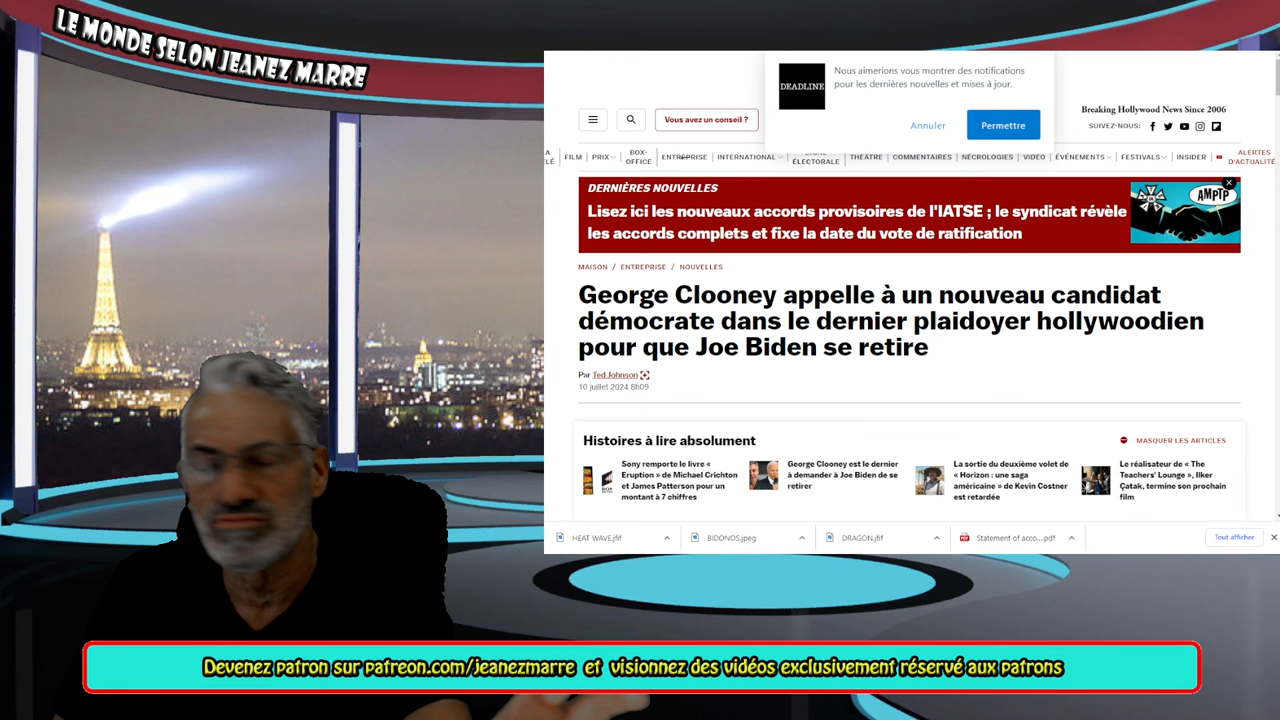 LE MONDE SELON JEANEZ MARRE
DEADLINE
Nous aimerions vous montrer des notifications
pour les dernières nouvelles et mises à jour.
Annuler
Permettre
Vous avez un conseil ?
Breaking Hollywood News Since 2006
SUIVEZ-NOUS:
FILM
PRIX
BOX-
OFFICE
ENTREPRISE
INTERNATIONAL
ÉLECTORALE
THÉÂTRE
COMMENTAIRES
NÉCROLOGIES
VIDÉO
ÉVÉNEMENTS
FESTIVALS
INSIDER
ALERTES
D'ACTUALITÉ
DERNIÈRES NOUVELLES
Lisez ici les nouveaux accords provisoires de l'IATSE ; le syndicat révèle
les accords complets et fixe la date du vote de ratification
AMPTP
MAISON / ENTREPRISE / NOUVELLES
George Clooney appelle à un nouveau candidat
démocrate dans le dernier plaidoyer hollywoodien
pour que Joe Biden se retire
Par Ted Johnson
10 juillet 2024 8h09
Histoires à lire absolument
MASQUER LES ARTICLES
Sony remporte le livre «
Eruption » de Michael Crichton
et James Patterson pour un
montant à 7 chiffres
George Clooney est le dernier
à demander à Joe Biden de se
retirer
La sortie du deuxième volet de
« Horizon : une saga
américaine » de Kevin Costner
est retardée
Le réalisateur de « The
Teachers' Lounge », Ilker
Çatak, termine son prochain
film
HEAT WAVE.jfif
BIDONOS.jpeg
DRAGON.jfif
Statement of acco....pdf
Tout afficher
Devenez patron sur patreon.com/jeanezmarre et visionnez des vidéos exclusivement réservé aux patrons